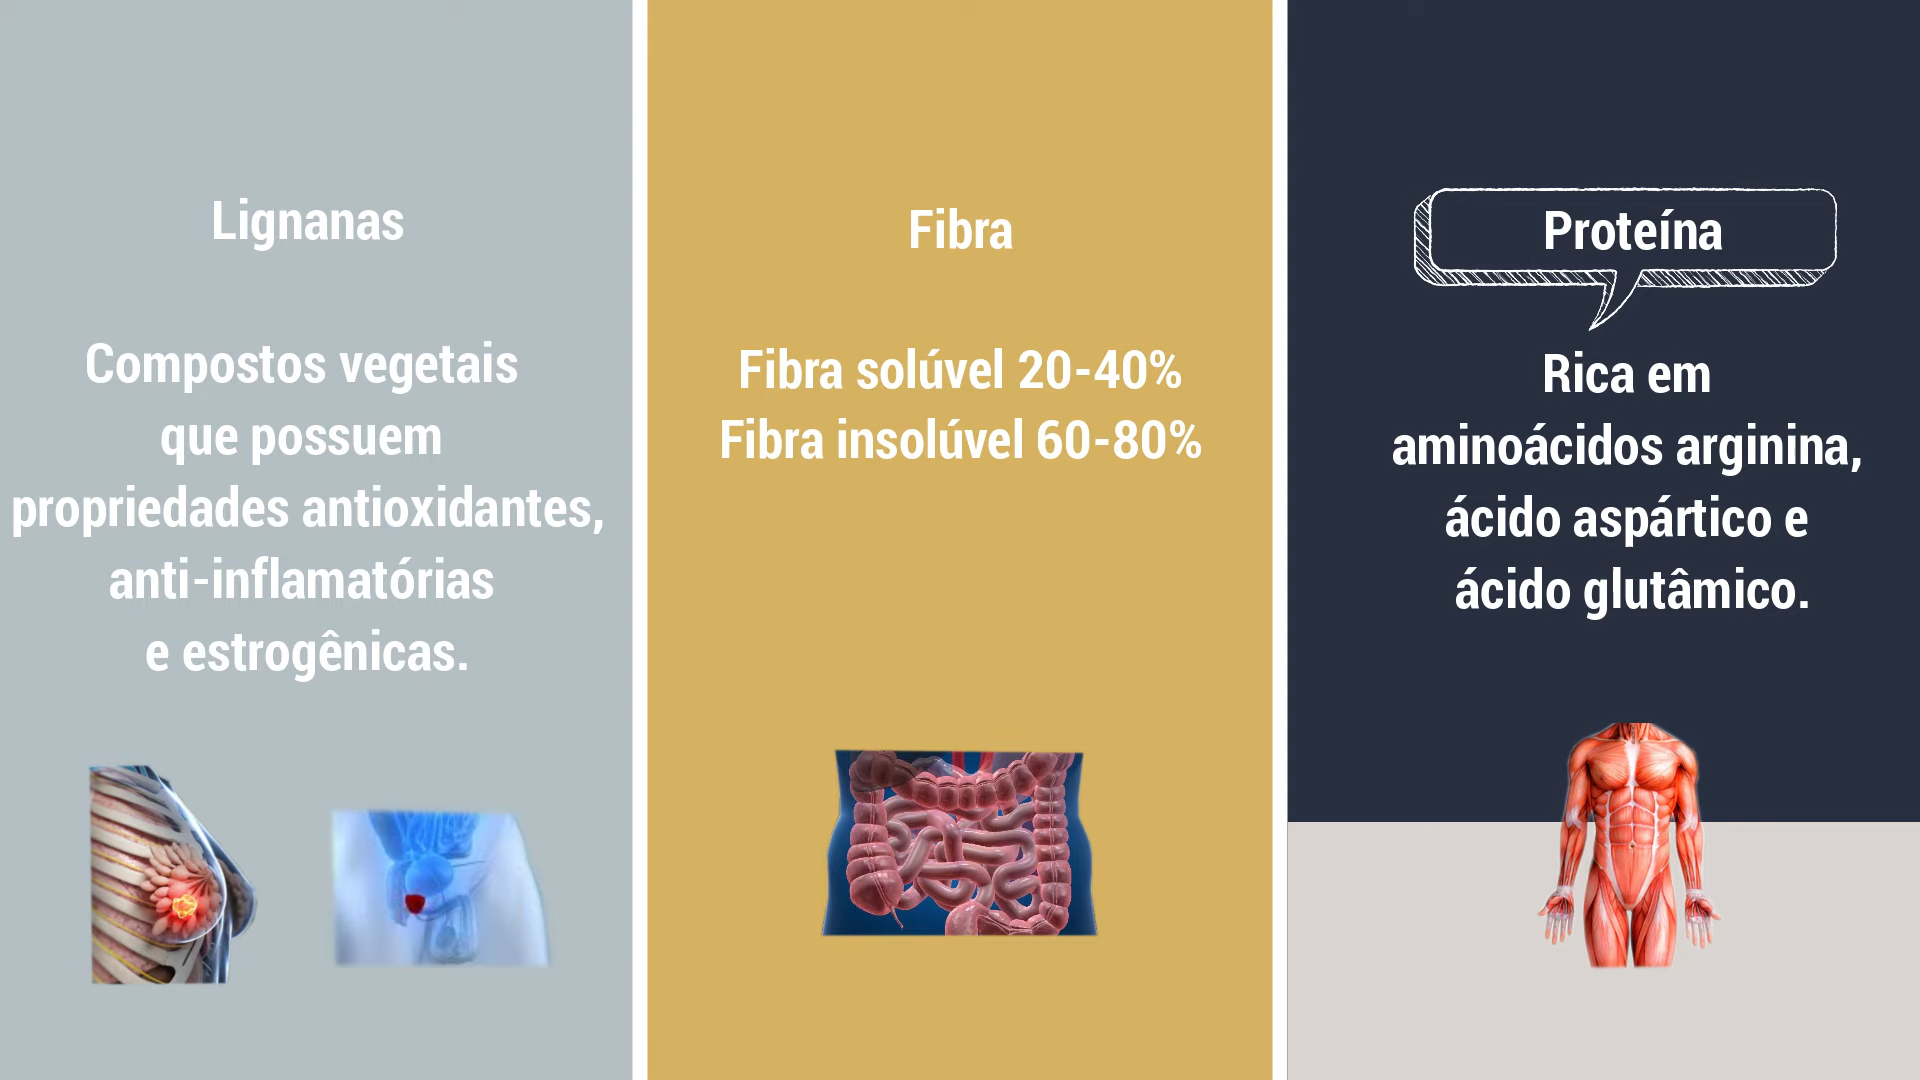 Lignanas
Compostos vegetais
que possuem
propriedades antioxidantes,
anti-inflamatórias
e estrogênicas.
Fibra
Fibra solúvel 20-40%
Fibra insolúvel 60-80%
Proteína
Rica em
aminoácidos arginina,
ácido aspártico e
ácido glutâmico.